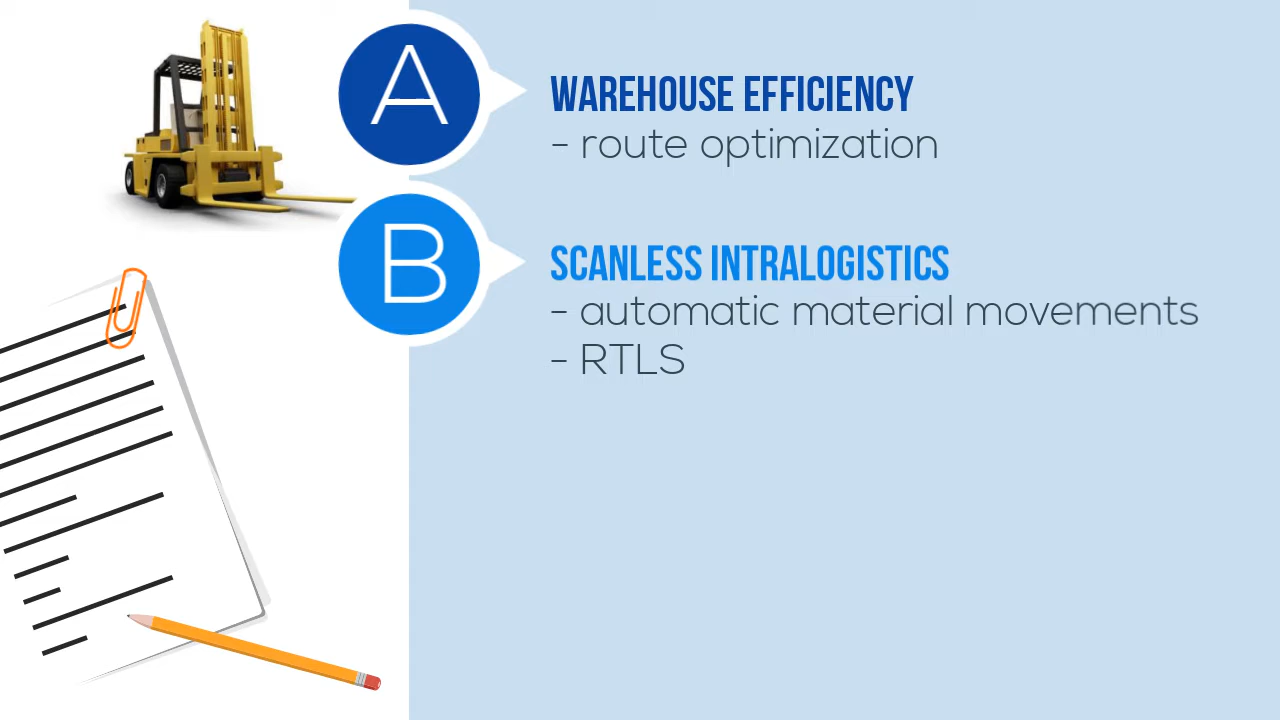 A
WAREHOUSE EFFICIENCY
- route optimization
B
SCANLESS INTRALOGISTICS
- automatic material movements
- RTLS